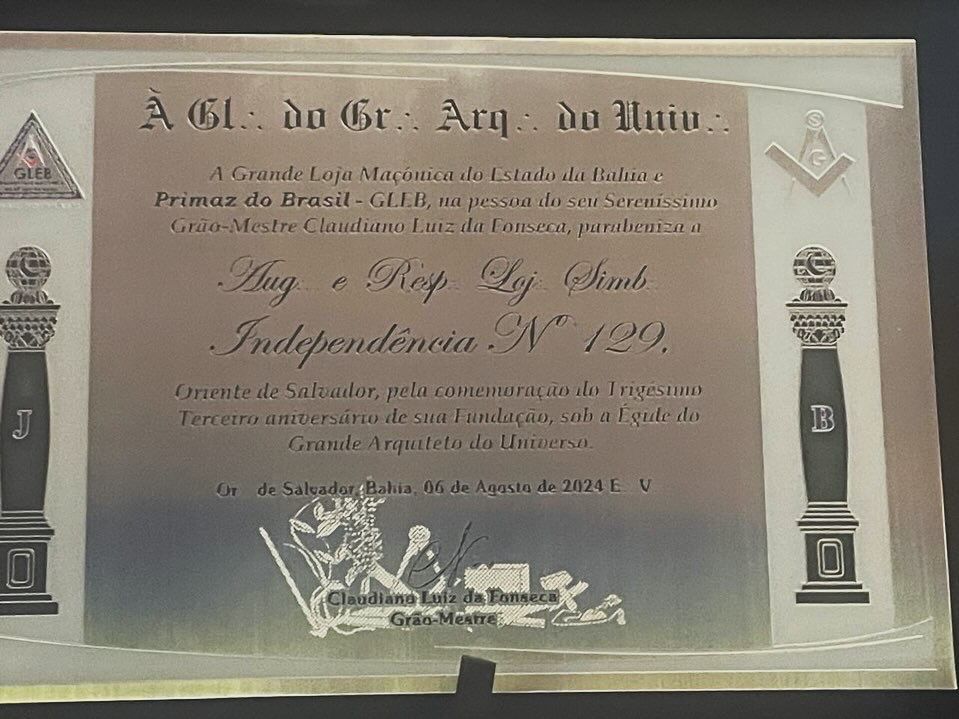 À Gl∴ do Gr∴ Arq∴ do Univ∴
GLEB
G
A Grande Loja Maçônica do Estado da Bahia e
Primaz do Brasil - GLEB, na pessoa do seu Sereníssimo
Grão-Mestre Claudiano Luiz da Fonseca, parabeniza a
Aug∴ e Resp∴ Loj∴ Simb∴
Independência Nº 129.
Oriente de Salvador, pela comemoração do Trigésimo
Terceiro aniversário de sua Fundação, sob a Égide do
Grande Arquiteto do Universo.
J
B
Or∴ de Salvador, Bahia, 06 de Agosto de 2024 E∴ V∴
Claudiano Luiz da Fonseca
Grão-Mestre